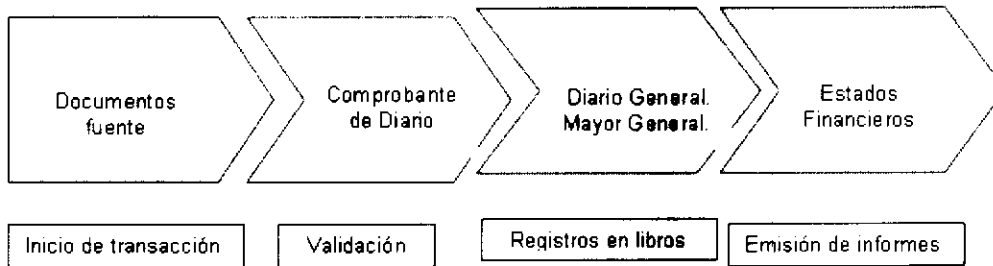 Documentos
fuente
Comprobante
de Diario
Diario General.
Mayor General.
Estados
Financieros
Inicio de transacción
Validación
Registros en libros
Emisión de informes